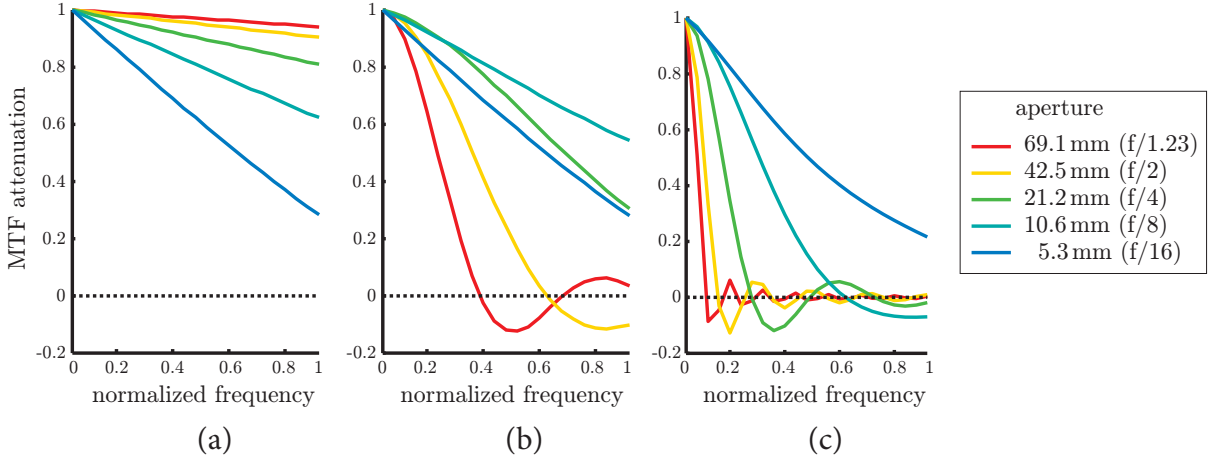 MTF attenuation
1
0.8
0.6
0.4
0.2
0
-0.2
0 0.2 0.4 0.6 0.8 1
normalized frequency
(a)
1
0.8
0.6
0.4
0.2
0
-0.2
0 0.2 0.4 0.6 0.8 1
normalized frequency
(b)
1
0.8
0.6
0.4
0.2
0
-0.2
0 0.2 0.4 0.6 0.8 1
normalized frequency
(c)
aperture
69.1 mm (f/1.23)
42.5 mm (f/2)
21.2 mm (f/4)
10.6 mm (f/8)
5.3 mm (f/16)